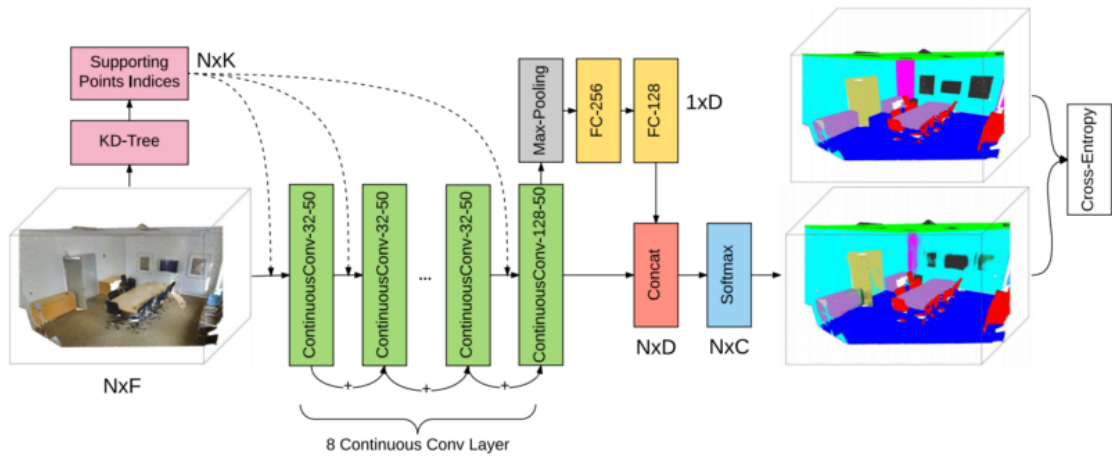 Supporting
Points Indices
NxK
KD-Tree
NxF
ContinuousConv-32-50
ContinuousConv-32-50
...
ContinuousConv-32-50
ContinuousConv-128-50
+
+
+
8 Continuous Conv Layer
Max-Pooling
FC-256
FC-128
1xD
Concat
NxD
Softmax
NxC
Cross-Entropy